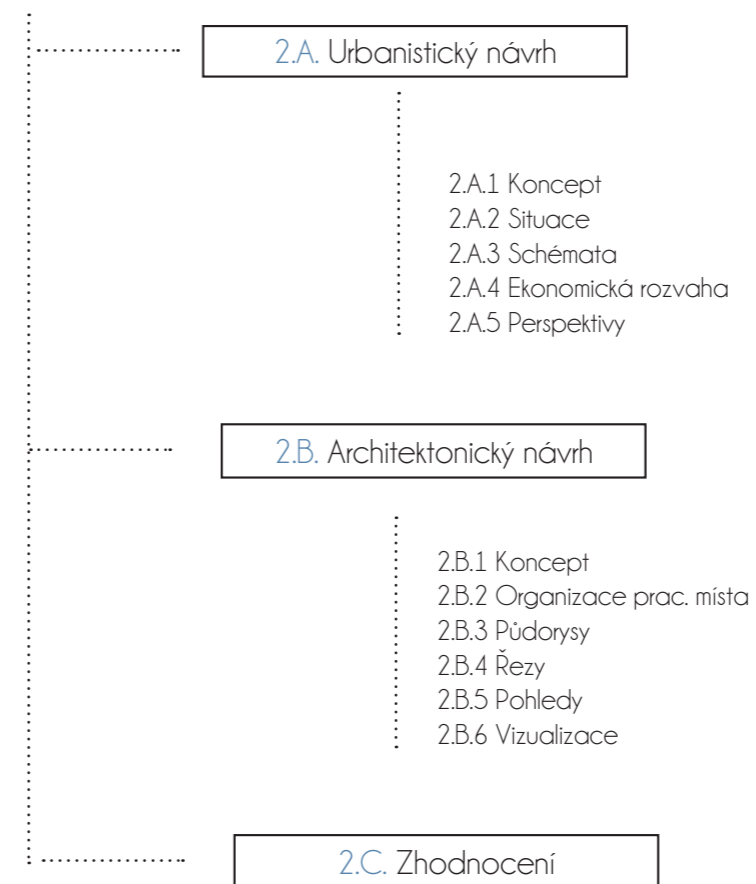 2.A. Urbanistický návrh
2.A.1 Koncept
2.A.2 Situace
2.A.3 Schémata
2.A.4 Ekonomická rozvaha
2.A.5 Perspektivy
2.B. Architektonický návrh
2.B.1 Koncept
2.B.2 Organizace prac. místa
2.B.3 Půdorysy
2.B.4 Řezy
2.B.5 Pohledy
2.B.6 Vizualizace
2.C. Zhodnocení